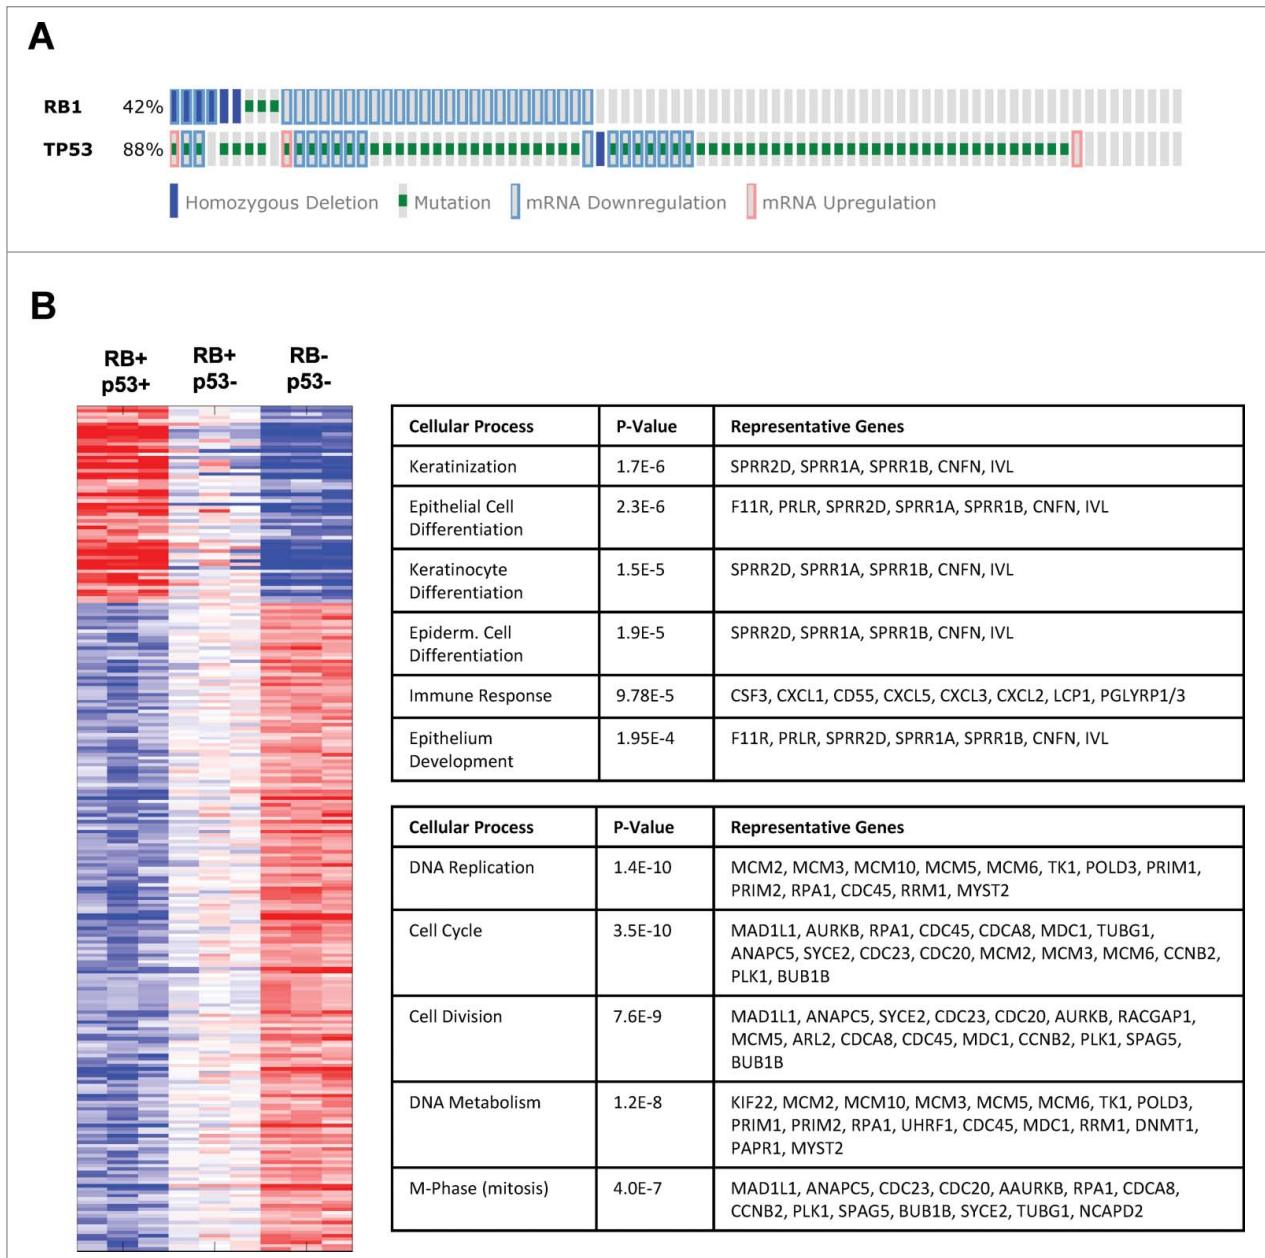 A
RB1 42%
TP53 88%
Homozygous Deletion Mutation mRNA Downregulation mRNA Upregulation
B
RB+ RB+ RB-
p53+ p53- p53-
Cellular Process P-Value Representative Genes
Keratinization 1.7E-6 SPRR2D, SPRR1A, SPRR1B, CNFN, IVL
Epithelial Cell 2.3E-6 F11R, PRLR, SPRR2D, SPRR1A, SPRR1B, CNFN, IVL
Differentiation
Keratinocyte 1.5E-5 SPRR2D, SPRR1A, SPRR1B, CNFN, IVL
Differentiation
Epiderm. Cell 1.9E-5 SPRR2D, SPRR1A, SPRR1B, CNFN, IVL
Differentiation
Immune Response 9.78E-5 CSF3, CXCL1, CD55, CXCL5, CXCL3, CXCL2, LCP1, PGLYRP1/3
Epithelium 1.95E-4 F11R, PRLR, SPRR2D, SPRR1A, SPRR1B, CNFN, IVL
Development
Cellular Process P-Value Representative Genes
DNA Replication 1.4E-10 MCM2, MCM3, MCM10, MCM5, MCM6, TK1, POLD3, PRIM1,
PRIM2, RPA1, CDC45, RRM1, MYST2
Cell Cycle 3.5E-10 MAD1L1, AURKB, RPA1, CDC45, CDCA8, MDC1, TUBG1,
ANAPC5, SYCE2, CDC23, CDC20, MCM2, MCM3, MCM6, CCNB2,
PLK1, BUB1B
Cell Division 7.6E-9 MAD1L1, ANAPC5, SYCE2, CDC23, CDC20, AURKB, RACGAP1,
MCM5, ARL2, CDCA8, CDC45, MDC1, CCNB2, PLK1, SPAG5,
BUB1B
DNA Metabolism 1.2E-8 KIF22, MCM2, MCM10, MCM3, MCM5, MCM6, TK1, POLD3,
PRIM1, PRIM2, RPA1, UHRF1, CDC45, MDC1, RRM1, DNMT1,
PAPR1, MYST2
M-Phase (mitosis) 4.0E-7 MAD1L1, ANAPC5, CDC23, CDC20, AAURKB, RPA1, CDCA8,
CCNB2, PLK1, SPAG5, BUB1B, SYCE2, TUBG1, NCAPD2